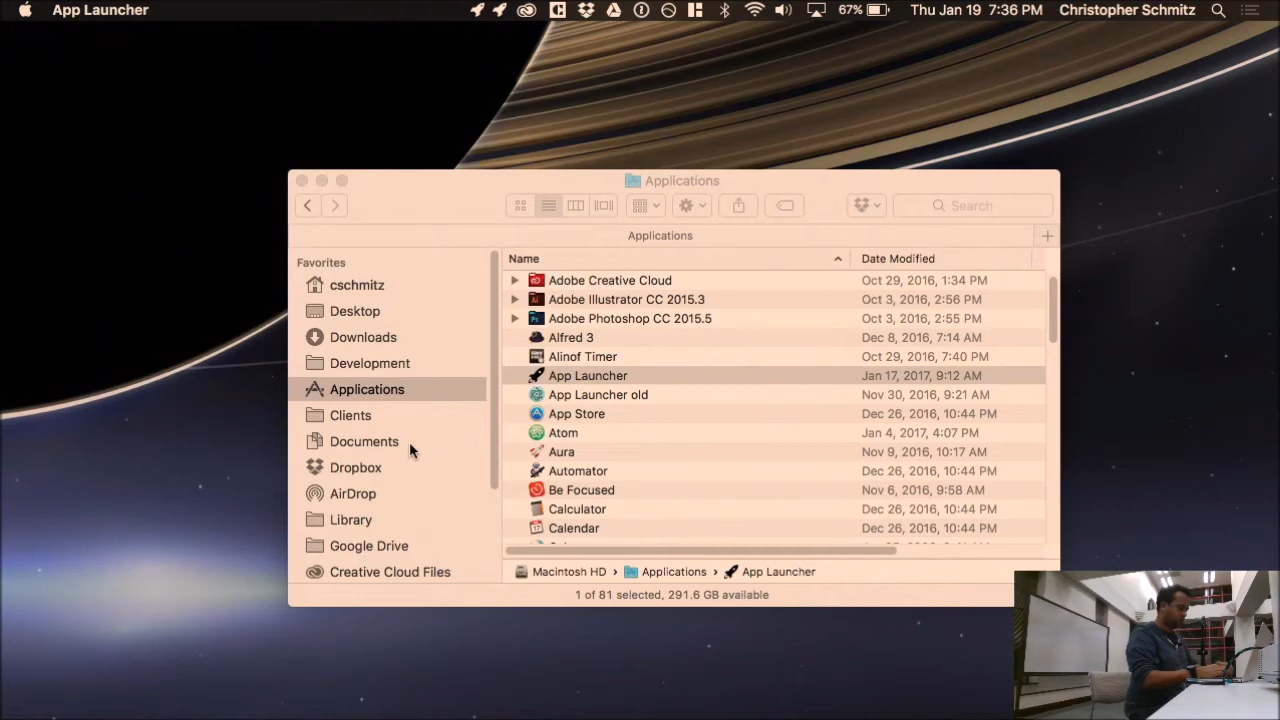 App Launcher 67% Thu Jan 19 7:36 PM Christopher Schmitz
Applications
Search
Applications
Favorites
cschmitz
Desktop
Downloads
Development
Applications
Clients
Documents
Dropbox
AirDrop
Library
Google Drive
Creative Cloud Files
Name Date Modified
Adobe Creative Cloud Oct 29, 2016, 1:34 PM
Adobe Illustrator CC 2015.3 Oct 3, 2016, 2:56 PM
Adobe Photoshop CC 2015.5 Oct 3, 2016, 2:55 PM
Alfred 3 Dec 8, 2016, 7:14 AM
Alinof Timer Oct 29, 2016, 7:40 PM
App Launcher Jan 17, 2017, 9:12 AM
App Launcher old Nov 30, 2016, 9:21 AM
App Store Dec 26, 2016, 10:44 PM
Atom Jan 4, 2017, 4:07 PM
Aura Nov 9, 2016, 10:17 AM
Automator Dec 26, 2016, 10:44 PM
Be Focused Nov 6, 2016, 9:58 AM
Calculator Dec 26, 2016, 10:44 PM
Calendar Dec 26, 2016, 10:44 PM
Macintosh HD › Applications › App Launcher
1 of 81 selected, 291.6 GB available